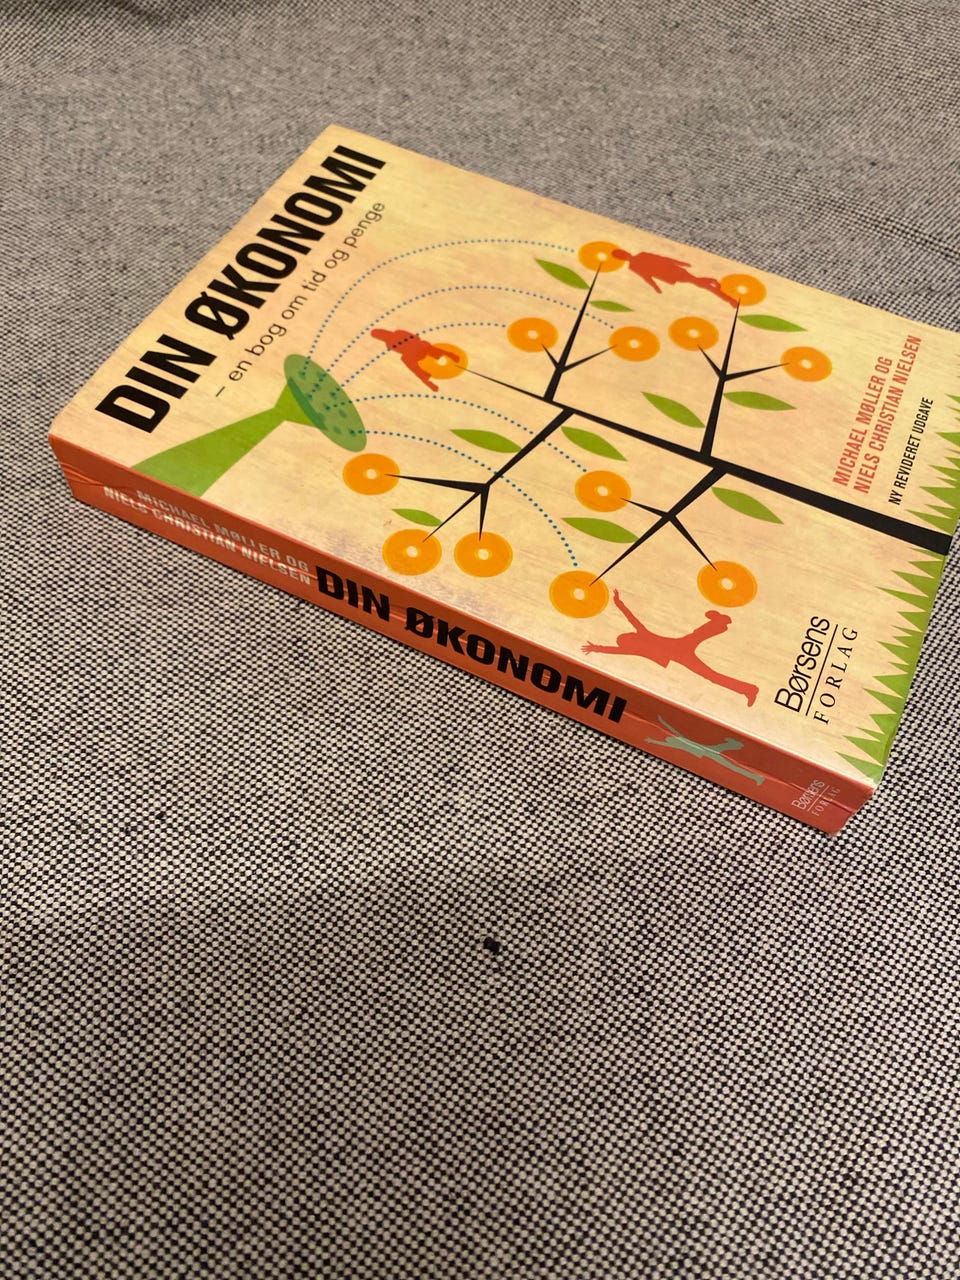 DIN ØKONOMI
– en bog om tid og penge
MICHAEL MØLLER OG
NIELS CHRISTIAN NIELSEN
NY REVIDERET UDGAVE
Børsens
FORLAG
MICHAEL MØLLER OG
NIELS CHRISTIAN NIELSEN
DIN ØKONOMI
Børsens
FORLAG